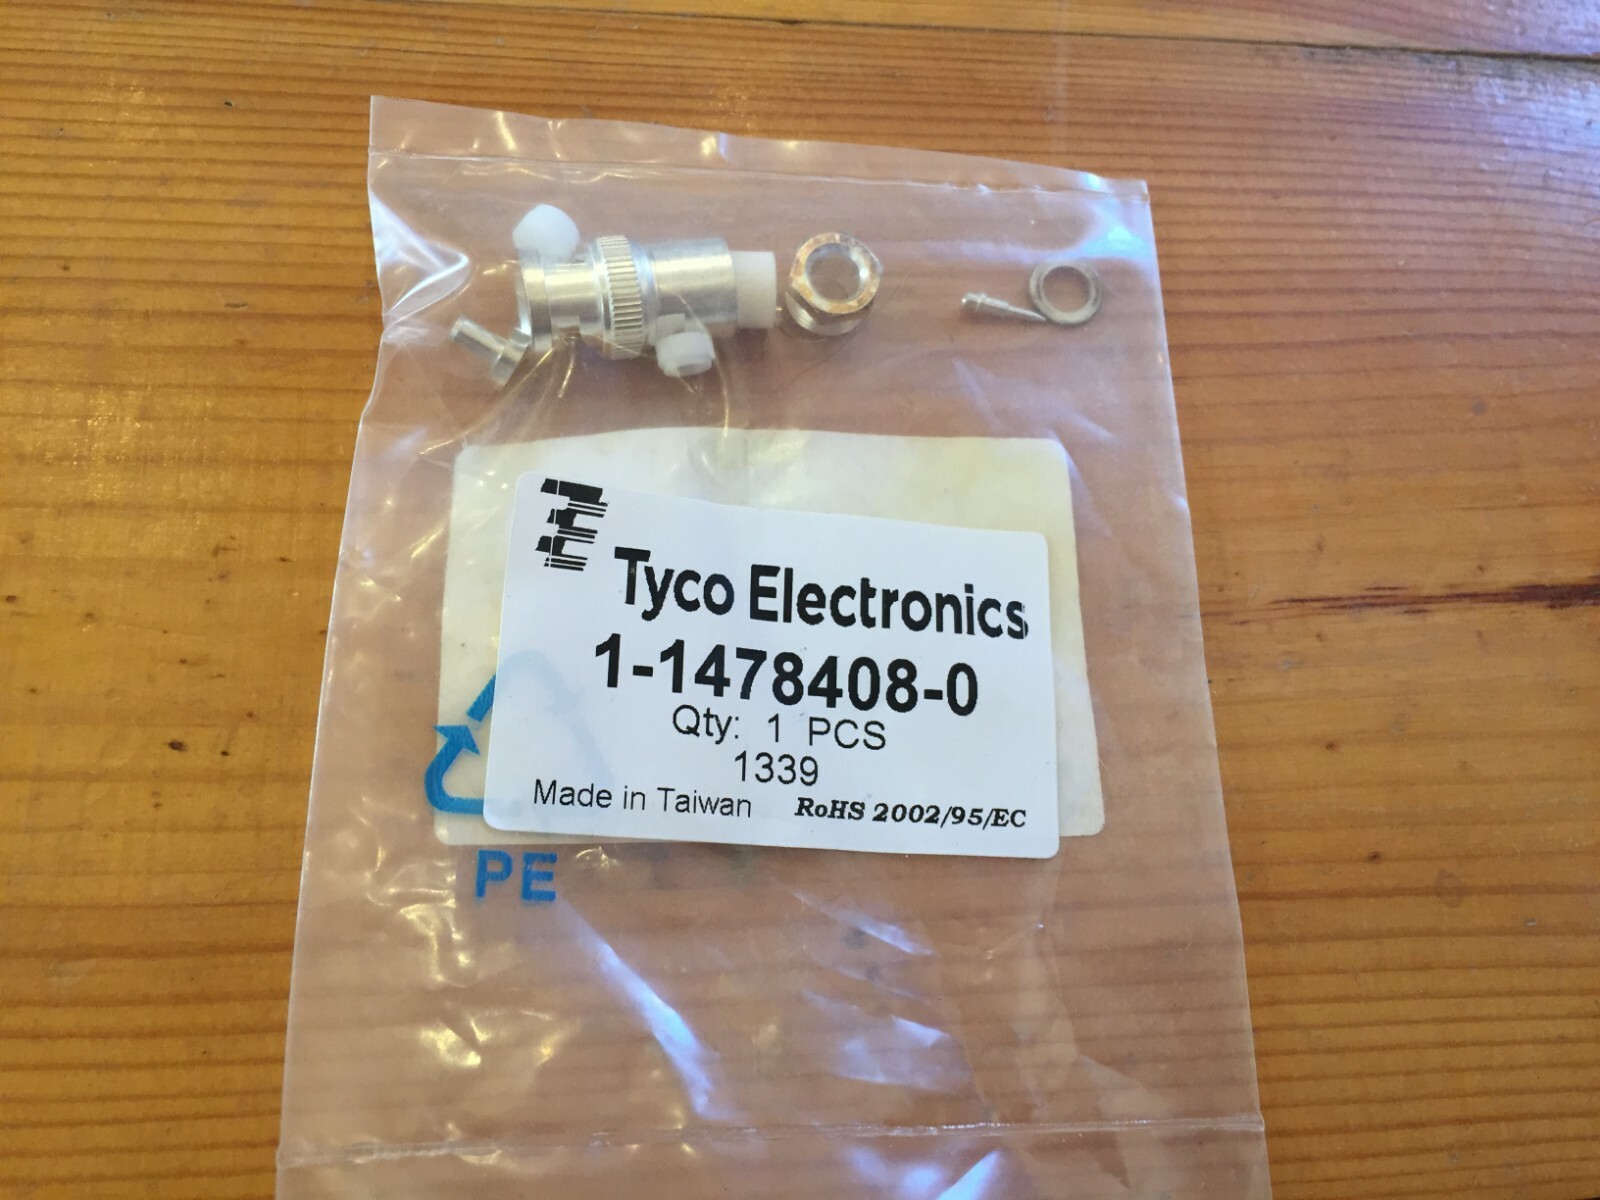 Tyco Electronics
1-1478408-0
Qty: 1 PCS
1339
Made in Taiwan RoHS 2002/95/EC
PE